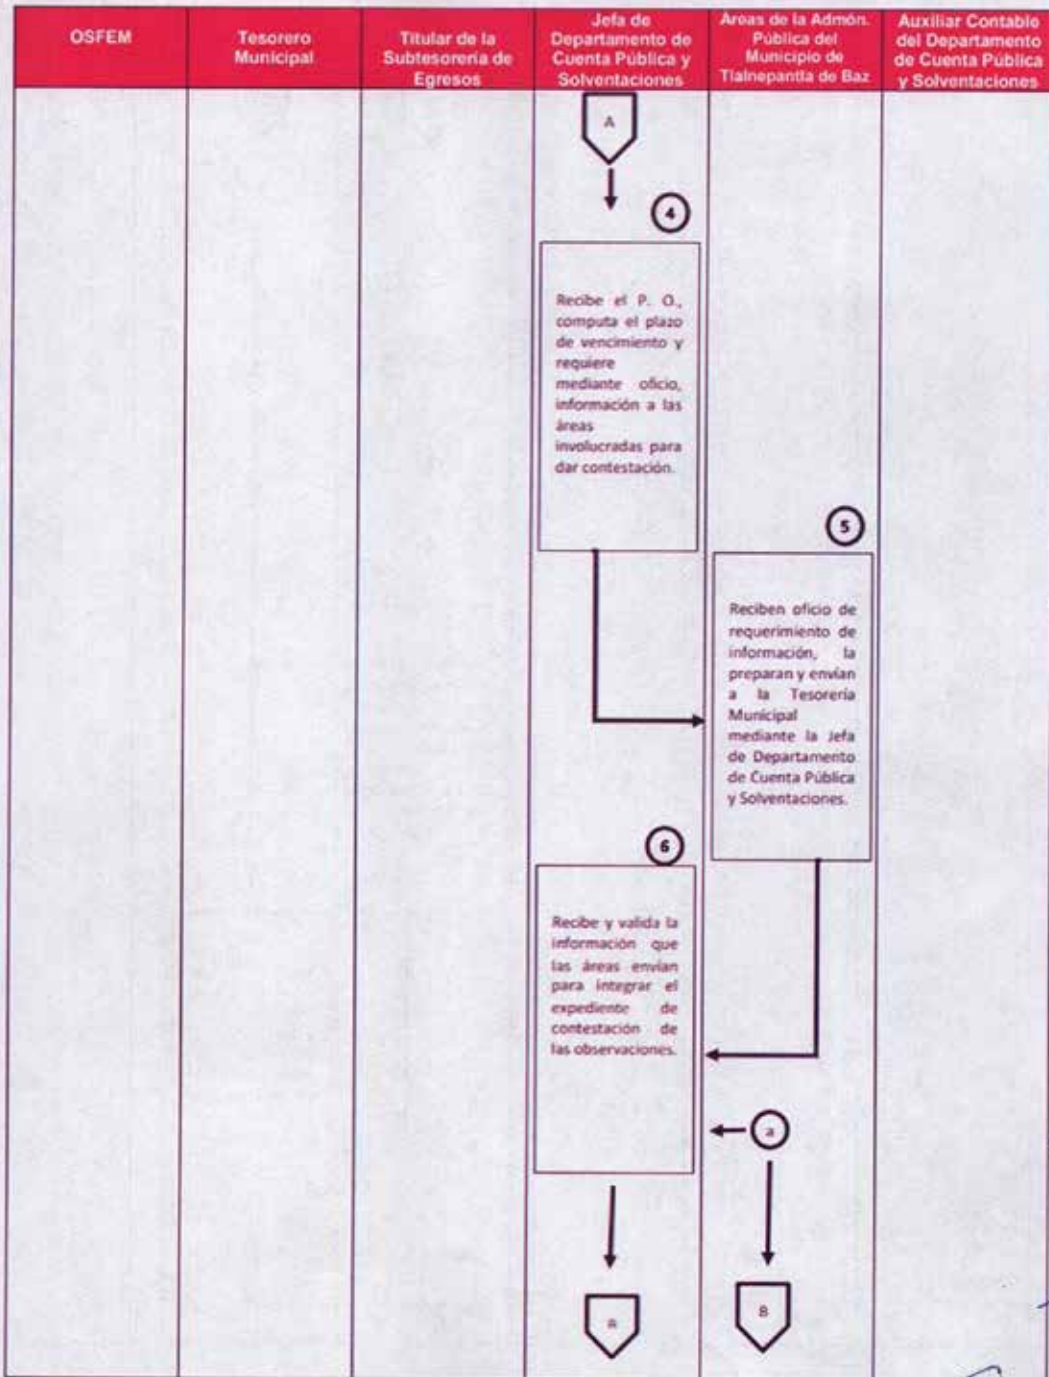 OSFEM
Tesorero
Municipal
Titular de la
Subtesorería de
Egresos
Jefa de
Departamento de
Cuenta Pública y
Solventaciones
Áreas de la Admón.
Pública del
Municipio de
Tlalnepantla de Baz
Auxiliar Contable
del Departamento
de Cuenta Pública
y Solventaciones
A
4
Recibe el P. O.,
computa el plazo
de vencimiento y
requiere
mediante oficio,
información a las
áreas
involucradas para
dar contestación.
5
Reciben oficio de
requerimiento de
información, la
preparan y envían
a la Tesorería
Municipal
mediante la Jefa
de Departamento
de Cuenta Pública
y Solventaciones.
6
Recibe y valida la
información que
las áreas envían
para integrar el
expediente de
contestación de
las observaciones.
a
B
B